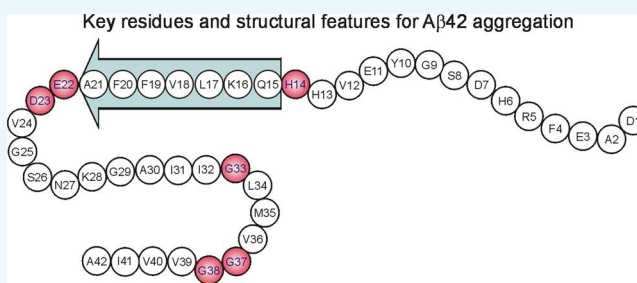 Key residues and structural features for Aβ42 aggregation
D23 E22 A21 F20 F19 V18 L17 K16 Q15 H14 H13 V12 E11 Y10 G9 S8 D7 H6 R5 F4 E3 A2 D1
V24
G25
S26 N27 K28 G29 A30 I31 I32 G33
L34
M35
V36
A42 I41 V40 V39 G38 G37